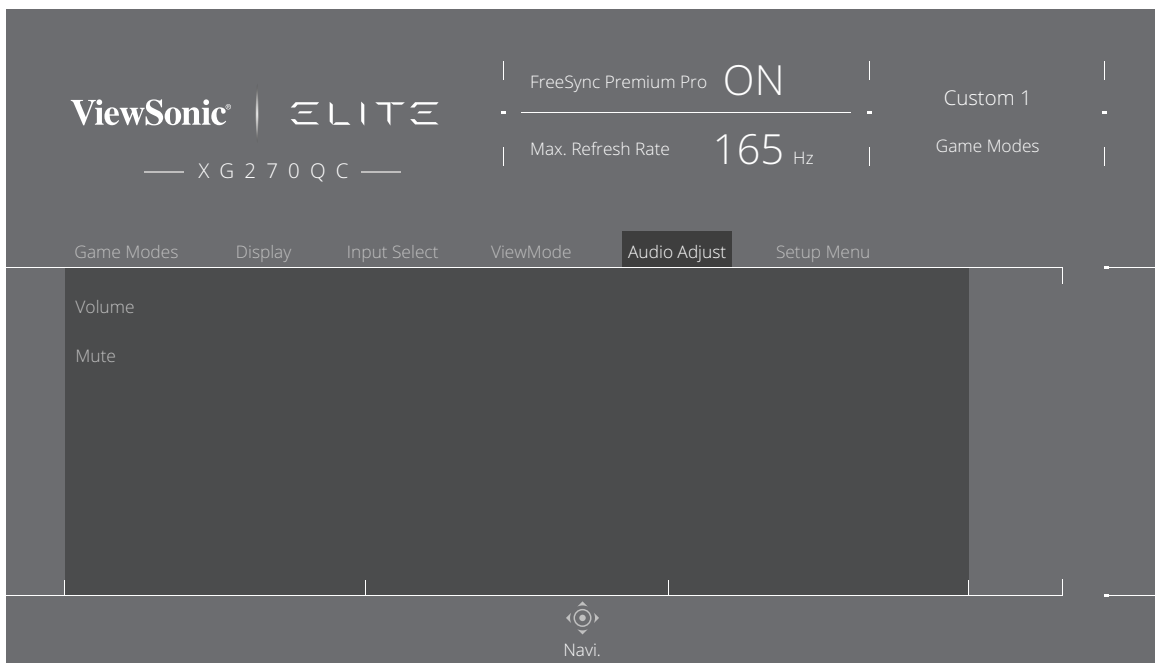 ViewSonic® ELITE
XG270QC
FreeSync Premium Pro ON
Max. Refresh Rate 165 Hz
Custom 1
Game Modes
Game Modes Display Input Select ViewMode Audio Adjust Setup Menu
Volume
Mute
Navi.